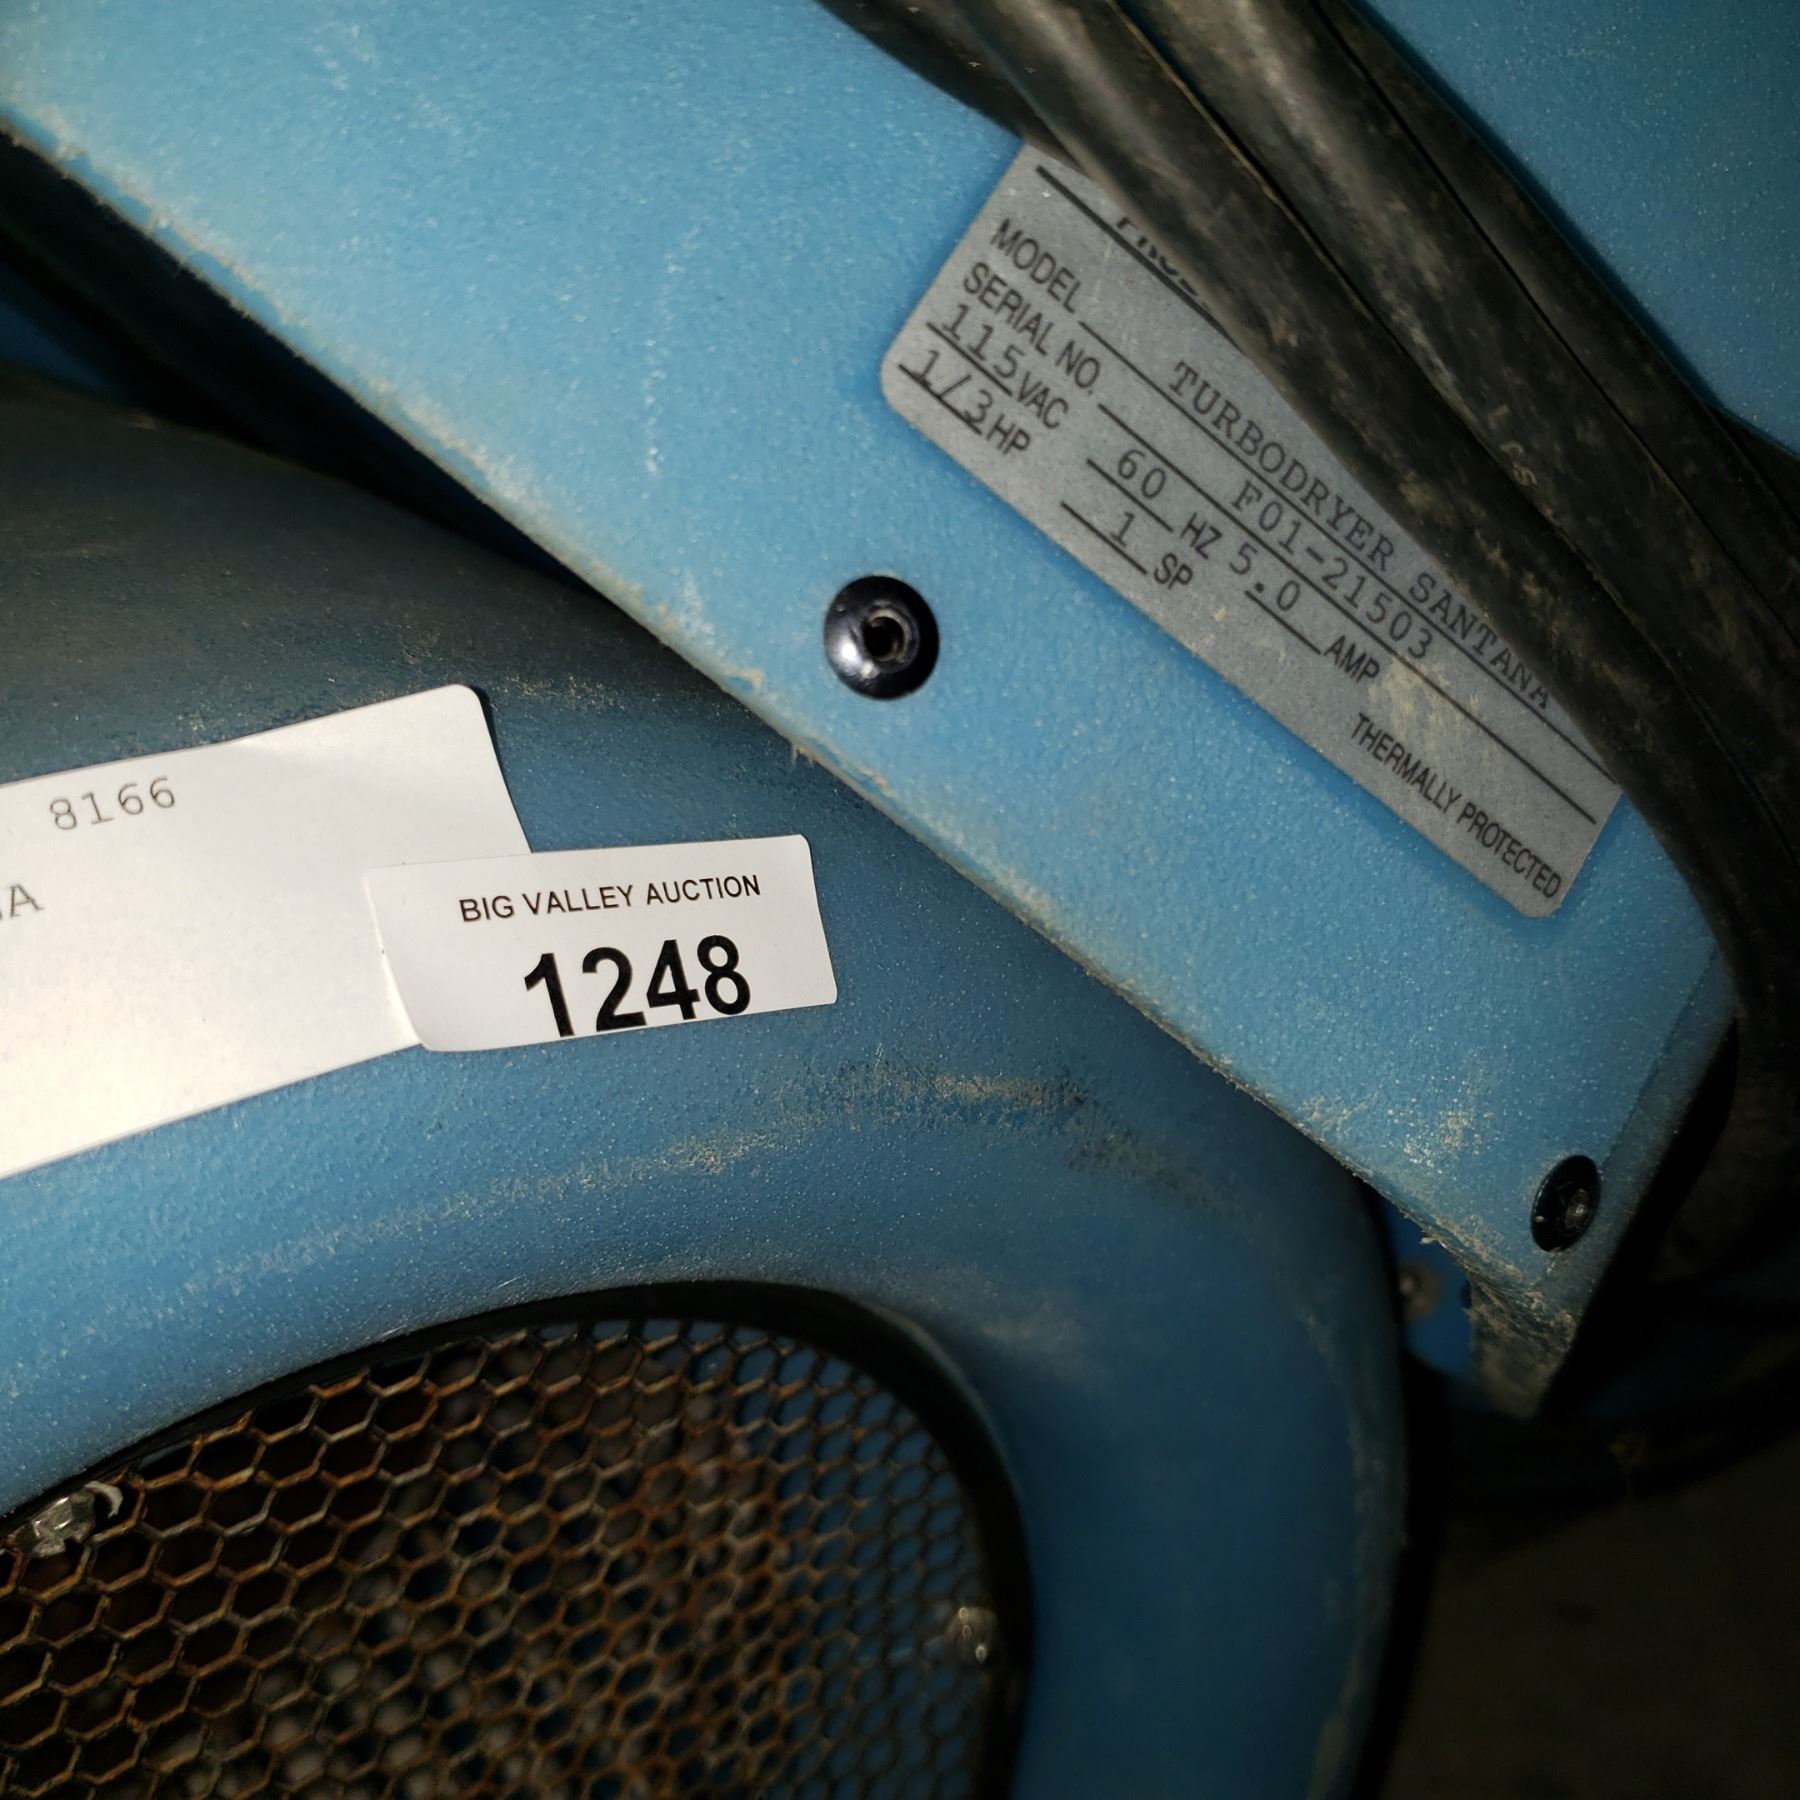 MODEL TURBODRYER SANTANA
SERIAL NO. F01-21503
115 VAC 60 HZ 5.0 AMP
1/3 HP 1 SP THERMALLY PROTECTED
8166
BIG VALLEY AUCTION
1248